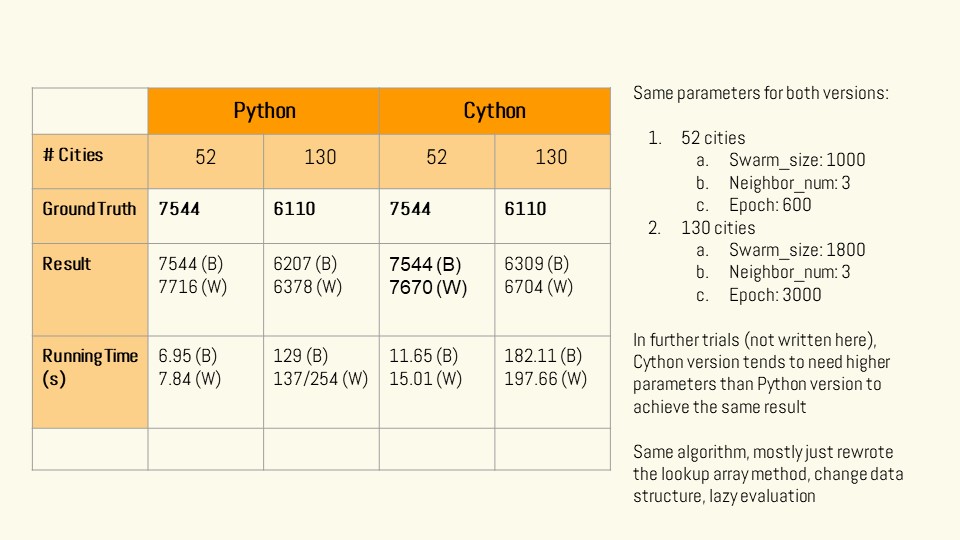 Python Cython
# Cities 52 130 52 130
Ground Truth 7544 6110 7544 6110
Result 7544 (B) 6207 (B) 7544 (B) 6309 (B)
7716 (W) 6378 (W) 7670 (W) 6704 (W)
Running Time 6.95 (B) 129 (B) 11.65 (B) 182.11 (B)
(s) 7.84 (W) 137/254 (W) 15.01 (W) 197.66 (W)
Same parameters for both versions:
1. 52 cities
a. Swarm_size: 1000
b. Neighbor_num: 3
c. Epoch: 600
2. 130 cities
a. Swarm_size: 1800
b. Neighbor_num: 3
c. Epoch: 3000
In further trials (not written here),
Cython version tends to need higher
parameters than Python version to
achieve the same result
Same algorithm, mostly just rewrote
the lookup array method, change data
structure, lazy evaluation